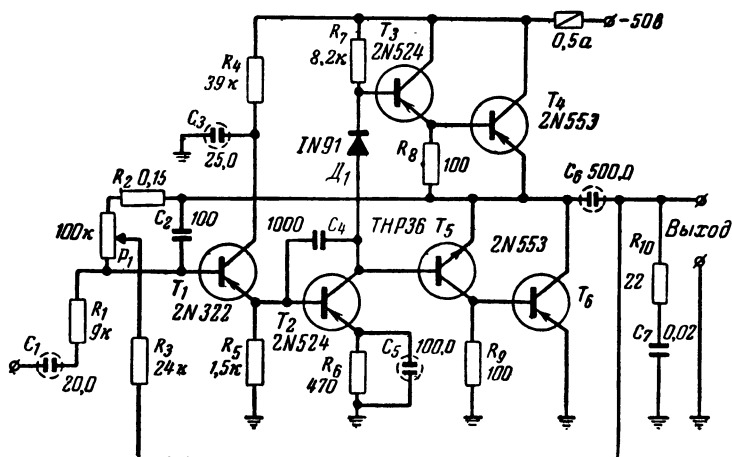 T3
2N524
R7
8,2к
0,5а
-50в
R4
39к
T4
2N553
C3
25,0
IN91
Д1
R8
100
R2 0,15
C6 500,0
C2
100
1000
C4
ТНР36
T5
2N553
Выход
100к
P1
R10
22
T1
2N322
T2
2N524
T6
R1
9к
C1
20,0
R3
24к
R5
1,5к
R6
470
C5
100,0
R9
100
C7
0,02